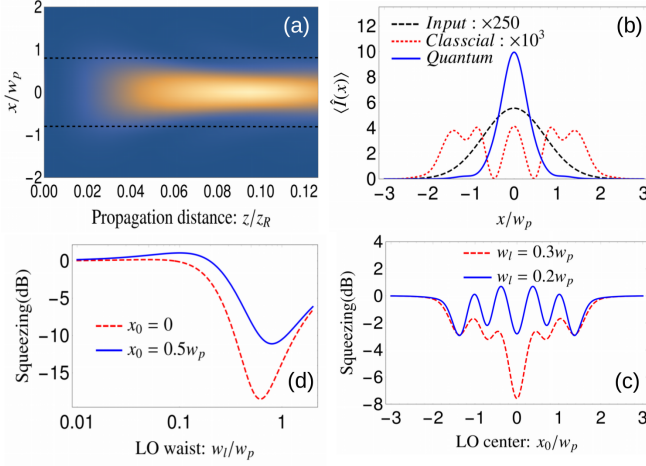 (a)
x/w_p
2
1
0
-1
-2
0.00 0.02 0.04 0.06 0.08 0.10 0.12
Propagation distance: z/z_R
(b)
⟨Î(x)⟩
12
10
8
6
4
2
0
Input : ×250
Classcial : ×10³
Quantum
−3 −2 −1 0 1 2 3
x/w_p
(d)
Squeezing(dB)
0
−5
−10
−15
x₀ = 0
x₀ = 0.5w_p
0.01 0.1 1
LO waist: w_l/w_p
(c)
Squeezing(dB)
4
2
0
−2
−4
−6
−8
w_l = 0.3w_p
w_l = 0.2w_p
−3 −2 −1 0 1 2 3
LO center: x₀/w_p